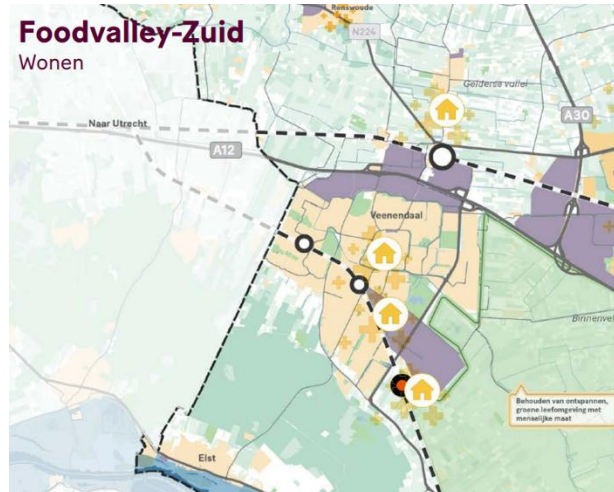 Foodvalley-Zuid
Wonen
Renswoude
N224
Gelderse vallei
Naar Utrecht
A12
A30
Veenendaal
Binnenve
Behouden van ontspannen,
groene leefomgeving met
menselijke maat
Elst